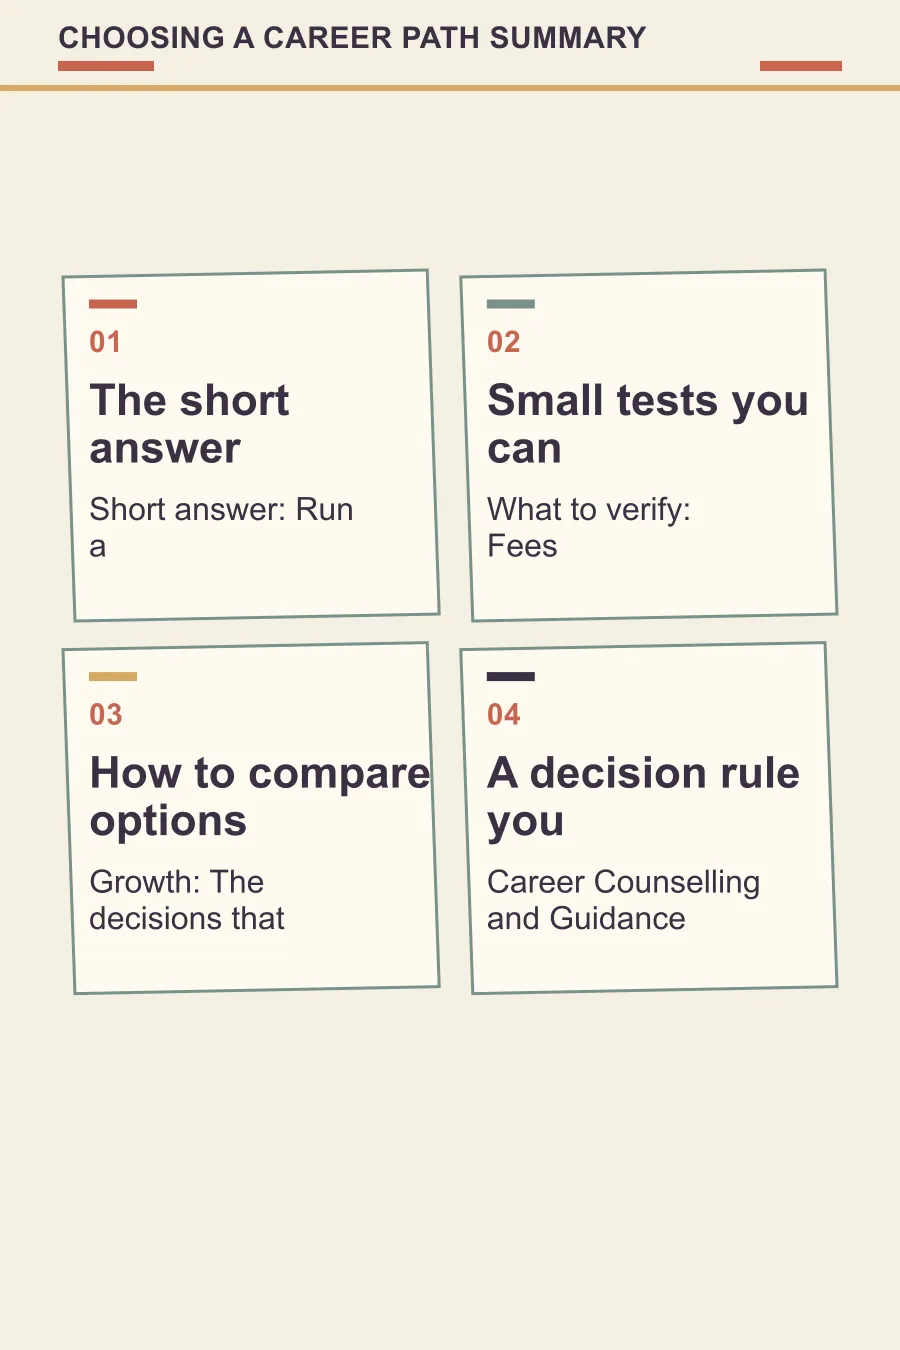 CHOOSING A CAREER PATH SUMMARY
01
The short
answer
Short answer: Run
a
02
Small tests you
can
What to verify:
Fees
03
How to compare
options
Growth: The
decisions that
04
A decision rule
you
Career Counselling
and Guidance